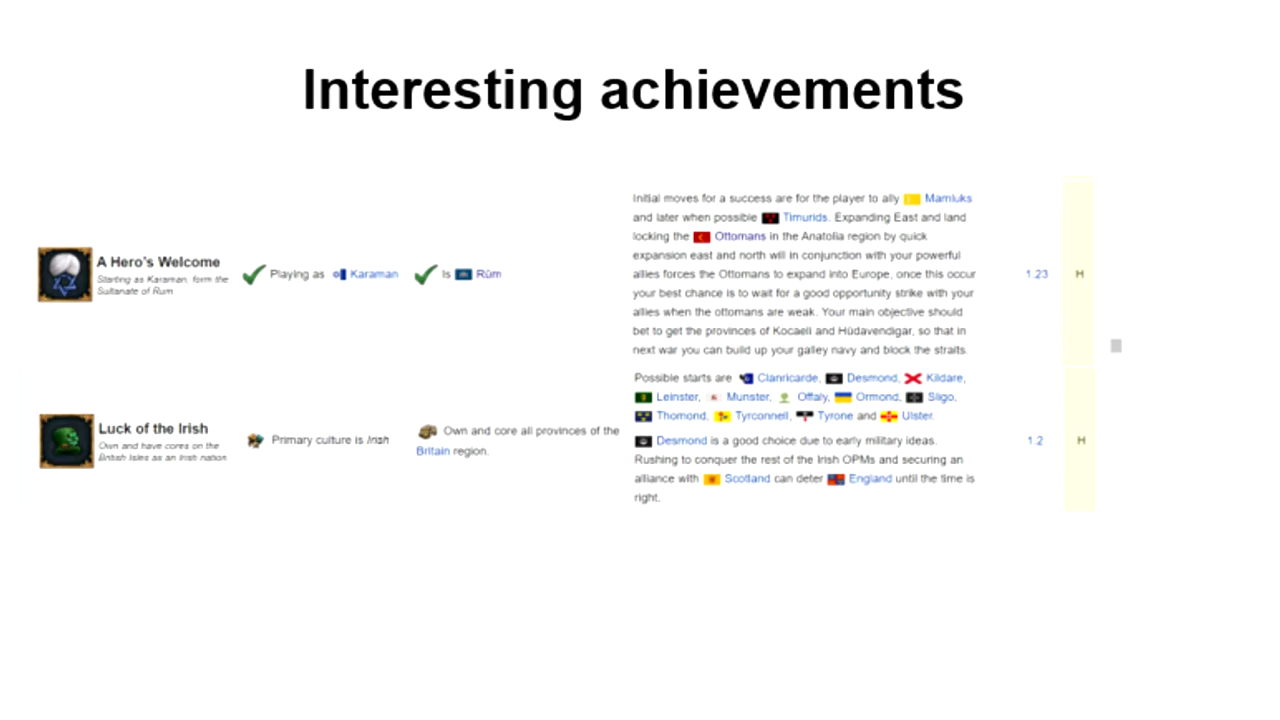 Interesting achievements
A Hero's Welcome
Starting as Karaman, form the
Sultanate of Rum
Playing as Karaman
Is Rûm
Initial moves for a success are for the player to ally Mamluks
and later when possible Timurids. Expanding East and land
locking the Ottomans in the Anatolia region by quick
expansion east and north will in conjunction with your powerful
allies forces the Ottomans to expand into Europe, once this occur
your best chance is to wait for a good opportunity strike with your
allies when the ottomans are weak. Your main objective should
bet to get the provinces of Kocaeli and Hüdavendigar, so that in
next war you can build up your galley navy and block the straits.
1.23
H
Luck of the Irish
Own and have cores on the
British Isles as an Irish nation
Primary culture is Irish
Own and core all provinces of the
Britain region.
Possible starts are Clanricarde, Desmond, Kildare,
Leinster, Munster, Offaly, Ormond, Sligo,
Thomond, Tyrconnell, Tyrone and Ulster.
Desmond is a good choice due to early military ideas.
Rushing to conquer the rest of the Irish OPMs and securing an
alliance with Scotland can deter England until the time is
right.
1.2
H